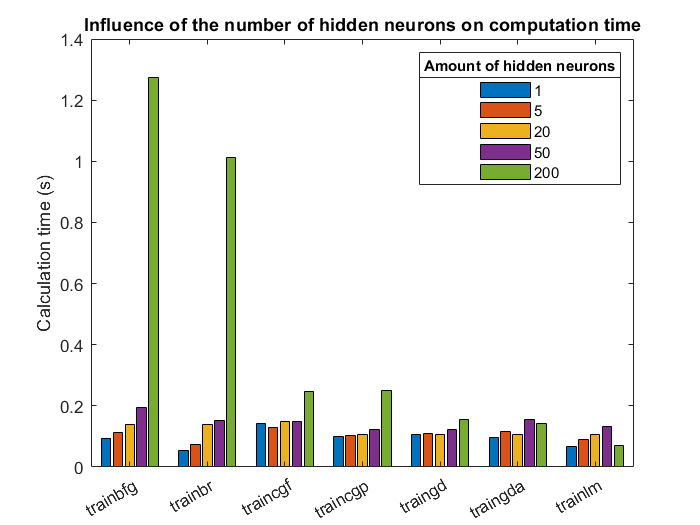 Influence of the number of hidden neurons on computation time
Calculation time (s)
1.4
1.2
1
0.8
0.6
0.4
0.2
0
Amount of hidden neurons
1
5
20
50
200
trainbfg
trainbr
traincgf
traincgp
traingd
traingda
trainlm